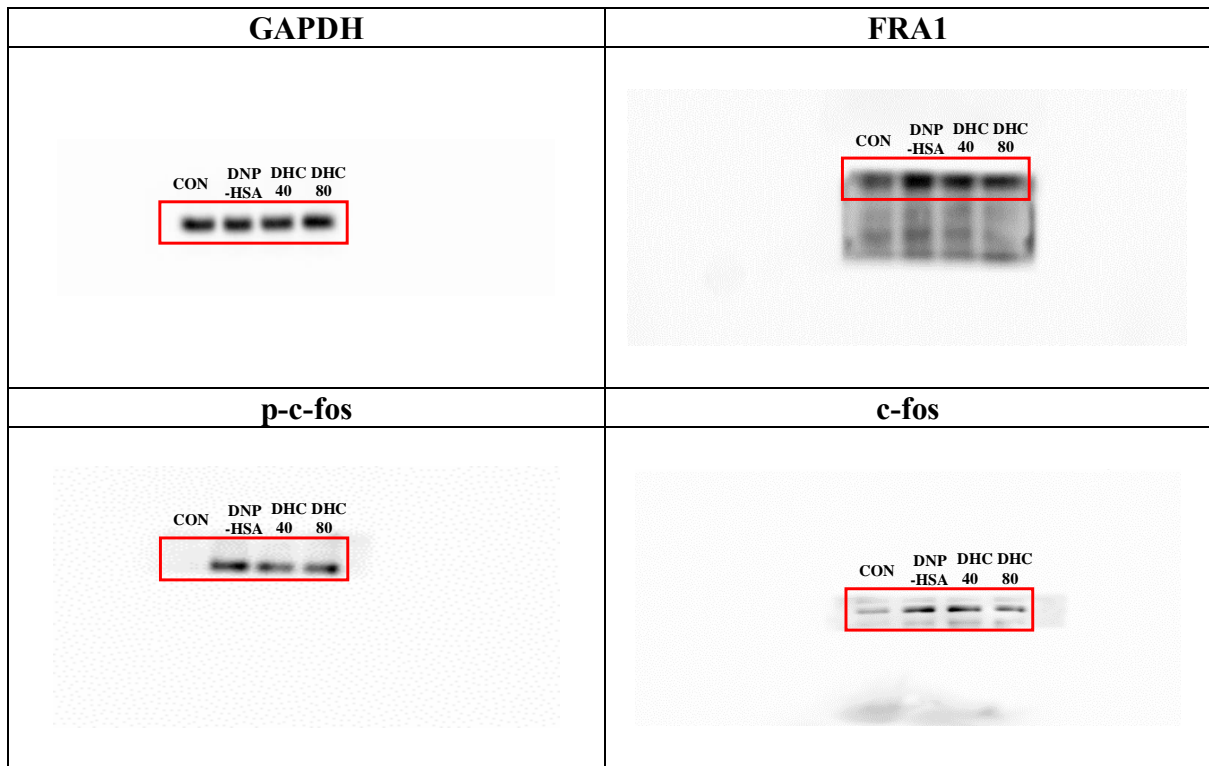 GAPDH
FRA1
CON DNP DHC DHC
-HSA 40 80
CON DNP DHC DHC
-HSA 40 80
p-c-fos
c-fos
CON DNP DHC DHC
-HSA 40 80
CON DNP DHC DHC
-HSA 40 80